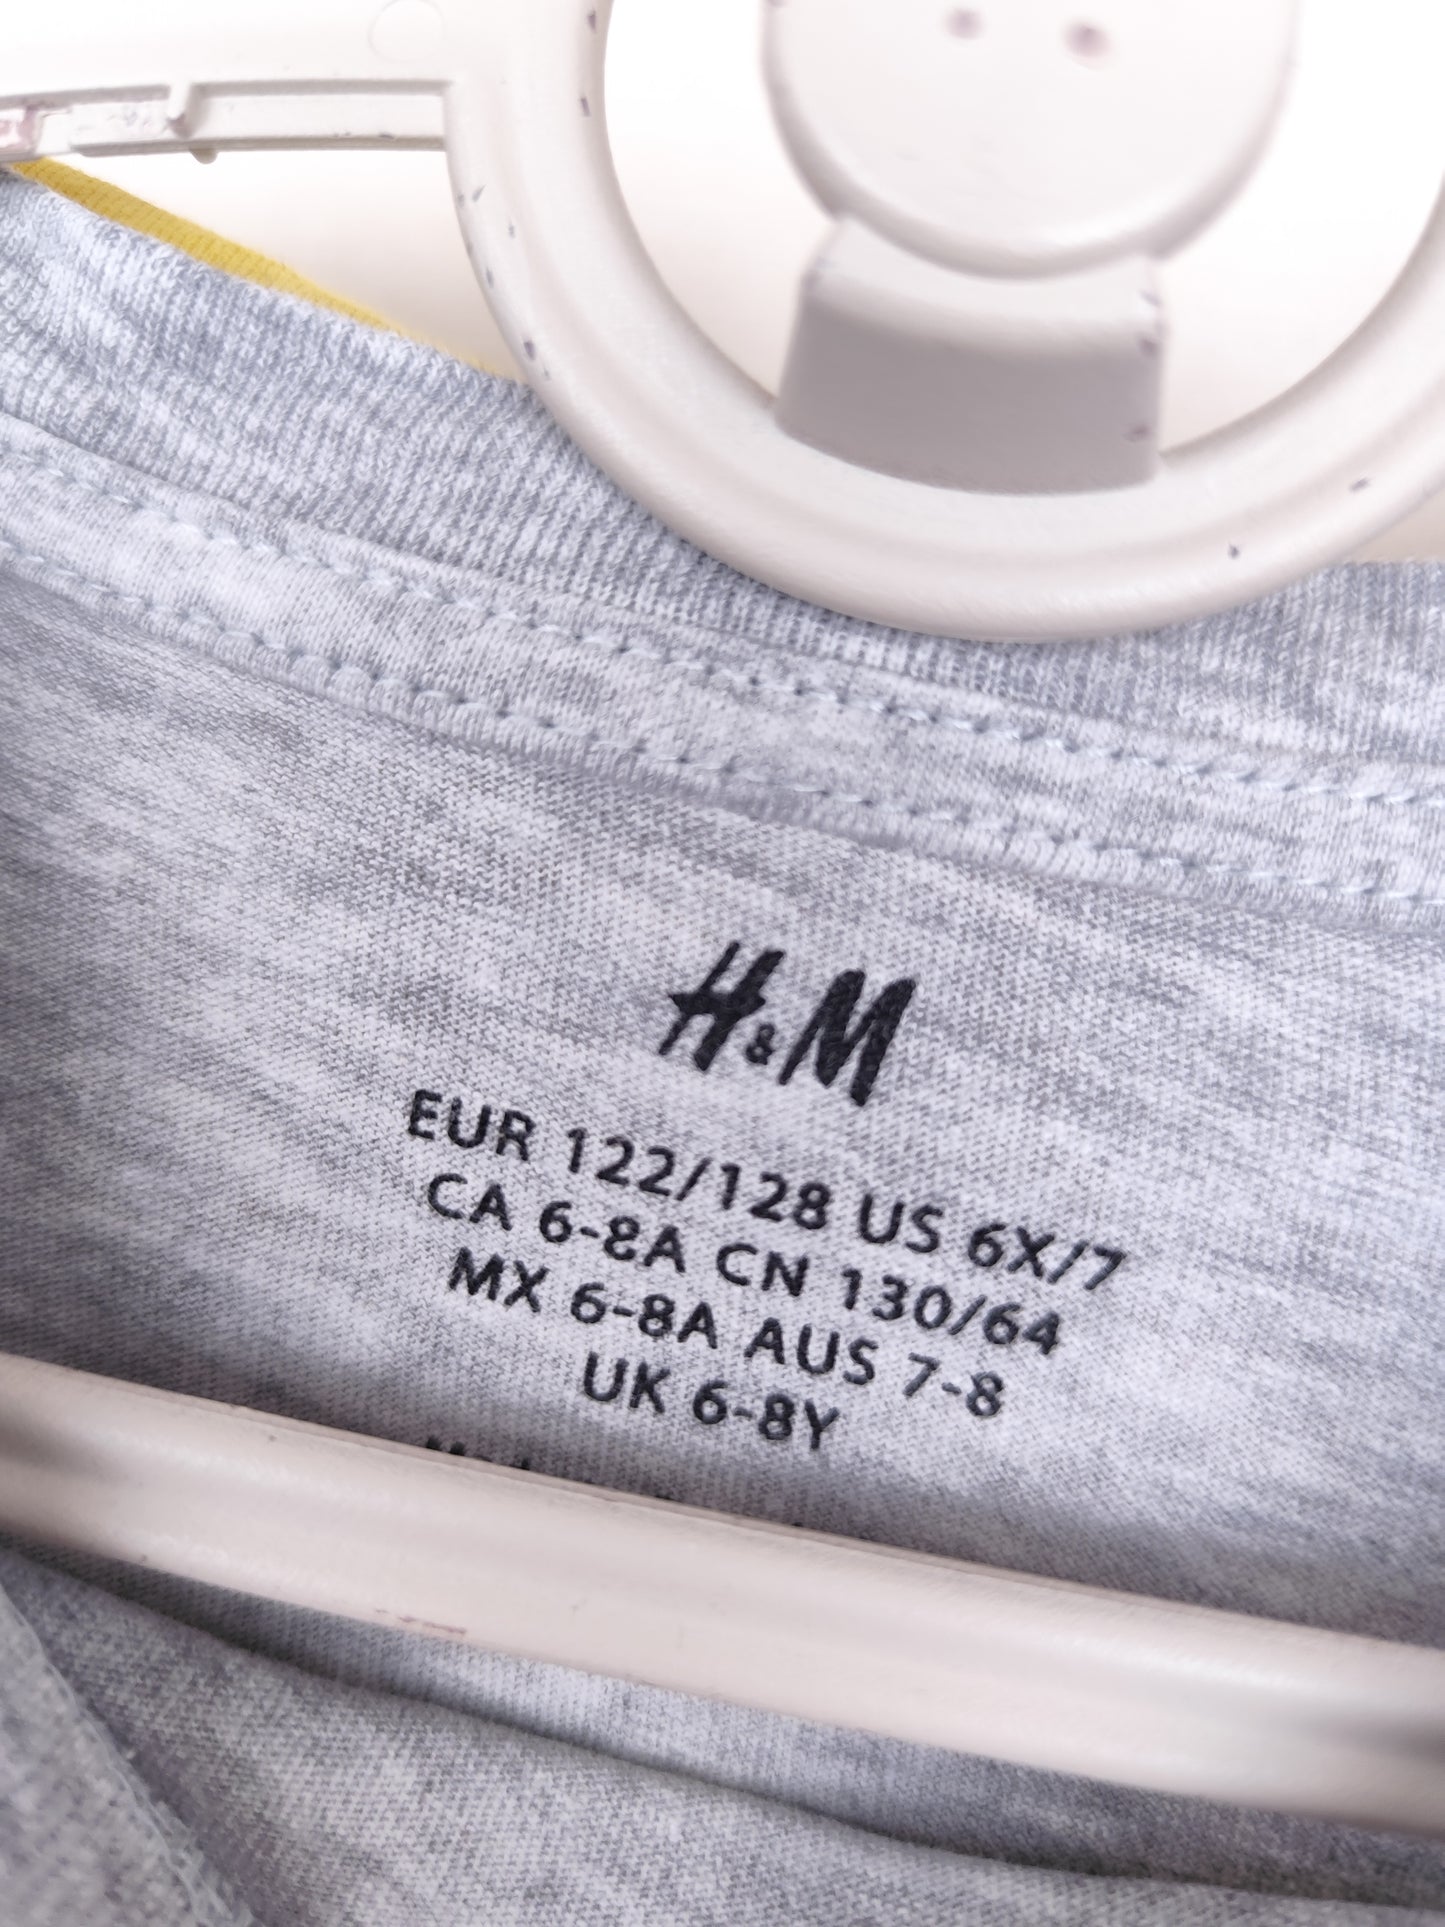 H&M
EUR 122/128 US 6X/7
CA 6-8A CN 130/64
MX 6-8A AUS 7-8
UK 6-8Y